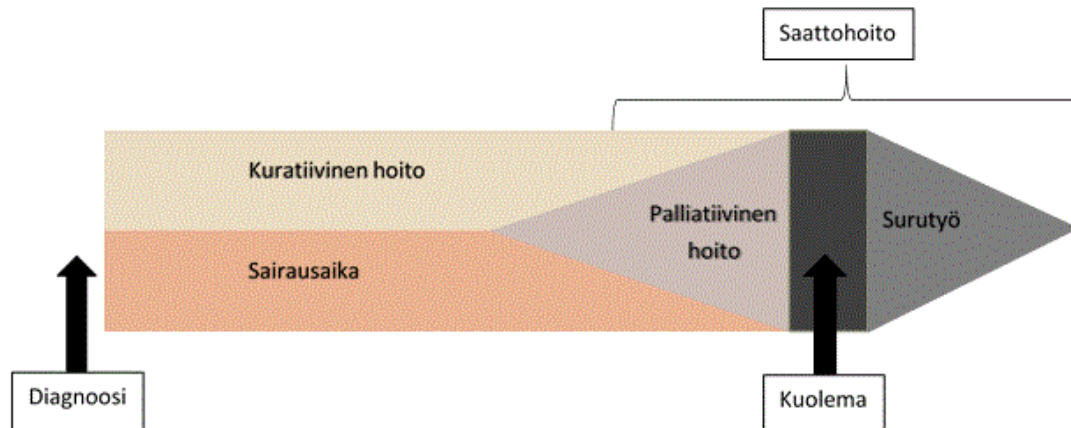 Saattohoito
Kuratiivinen hoito
Palliatiivinen
hoito
Surutyö
Sairausaika
Diagnoosi
Kuolema